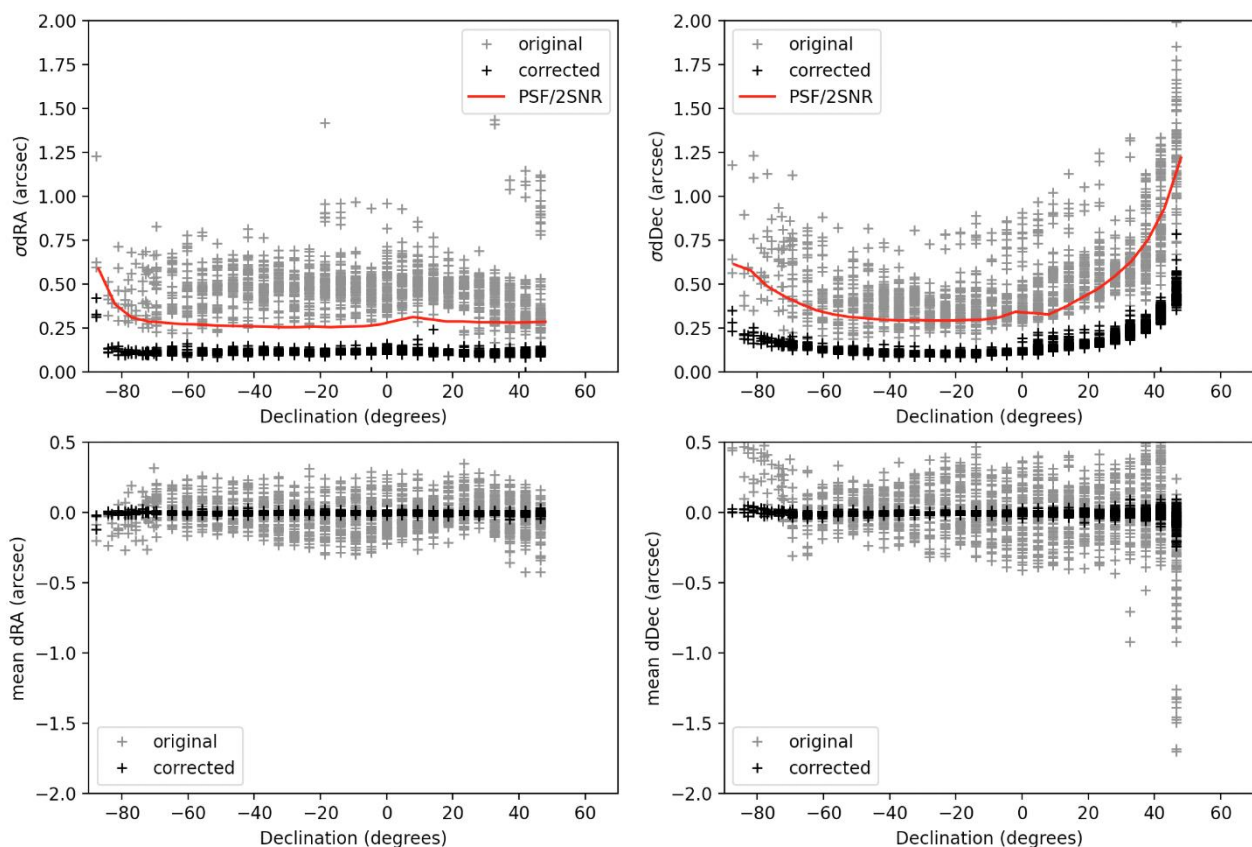 2.00
1.75
1.50
1.25
1.00
0.75
0.50
0.25
0.00
σdRA (arcsec)
original
corrected
PSF/2SNR
−80 −60 −40 −20 0 20 40 60
Declination (degrees)
2.00
1.75
1.50
1.25
1.00
0.75
0.50
0.25
0.00
σdDec (arcsec)
original
corrected
PSF/2SNR
−80 −60 −40 −20 0 20 40 60
Declination (degrees)
0.5
0.0
−0.5
−1.0
−1.5
−2.0
mean dRA (arcsec)
original
corrected
−80 −60 −40 −20 0 20 40 60
Declination (degrees)
0.5
0.0
−0.5
−1.0
−1.5
−2.0
mean dDec (arcsec)
original
corrected
−80 −60 −40 −20 0 20 40 60
Declination (degrees)